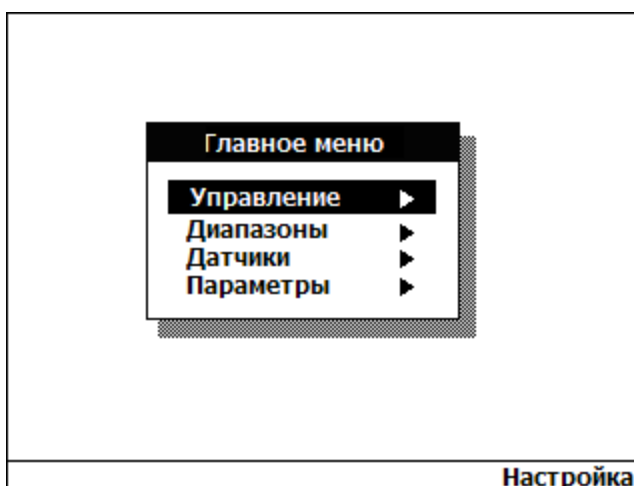 Главное меню
Управление
Диапазоны
Датчики
Параметры
Настройка